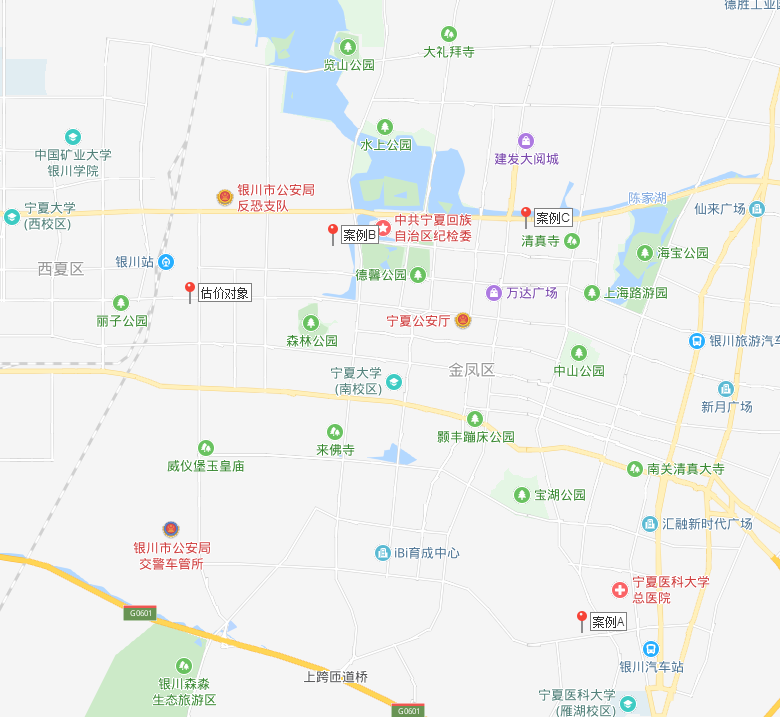 德胜工业园
大礼拜寺
览山公园
水上公园
建发大阅城
中国矿业大学
银川学院
银川市公安局
反恐支队
陈家湖
宁夏大学
(西校区)
中共宁夏回族
自治区纪检委
案例B
案例C
仙来广场
清真寺
海宝公园
西夏区
银川站
德馨公园
估价对象
万达广场
上海路游园
丽子公园
宁夏公安厅
森林公园
银川旅游汽车
宁夏大学
(南校区)
金凤区
中山公园
新月广场
颢丰蹦床公园
来佛寺
威仪堡玉皇庙
南关清真大寺
宝湖公园
汇融新时代广场
银川市公安局
交警车管所
iBi育成中心
宁夏医科大学
总医院
G0601
案例A
银川汽车站
上跨匝道桥
银川森淼
生态旅游区
宁夏医科大学
(雁湖校区)
G0601